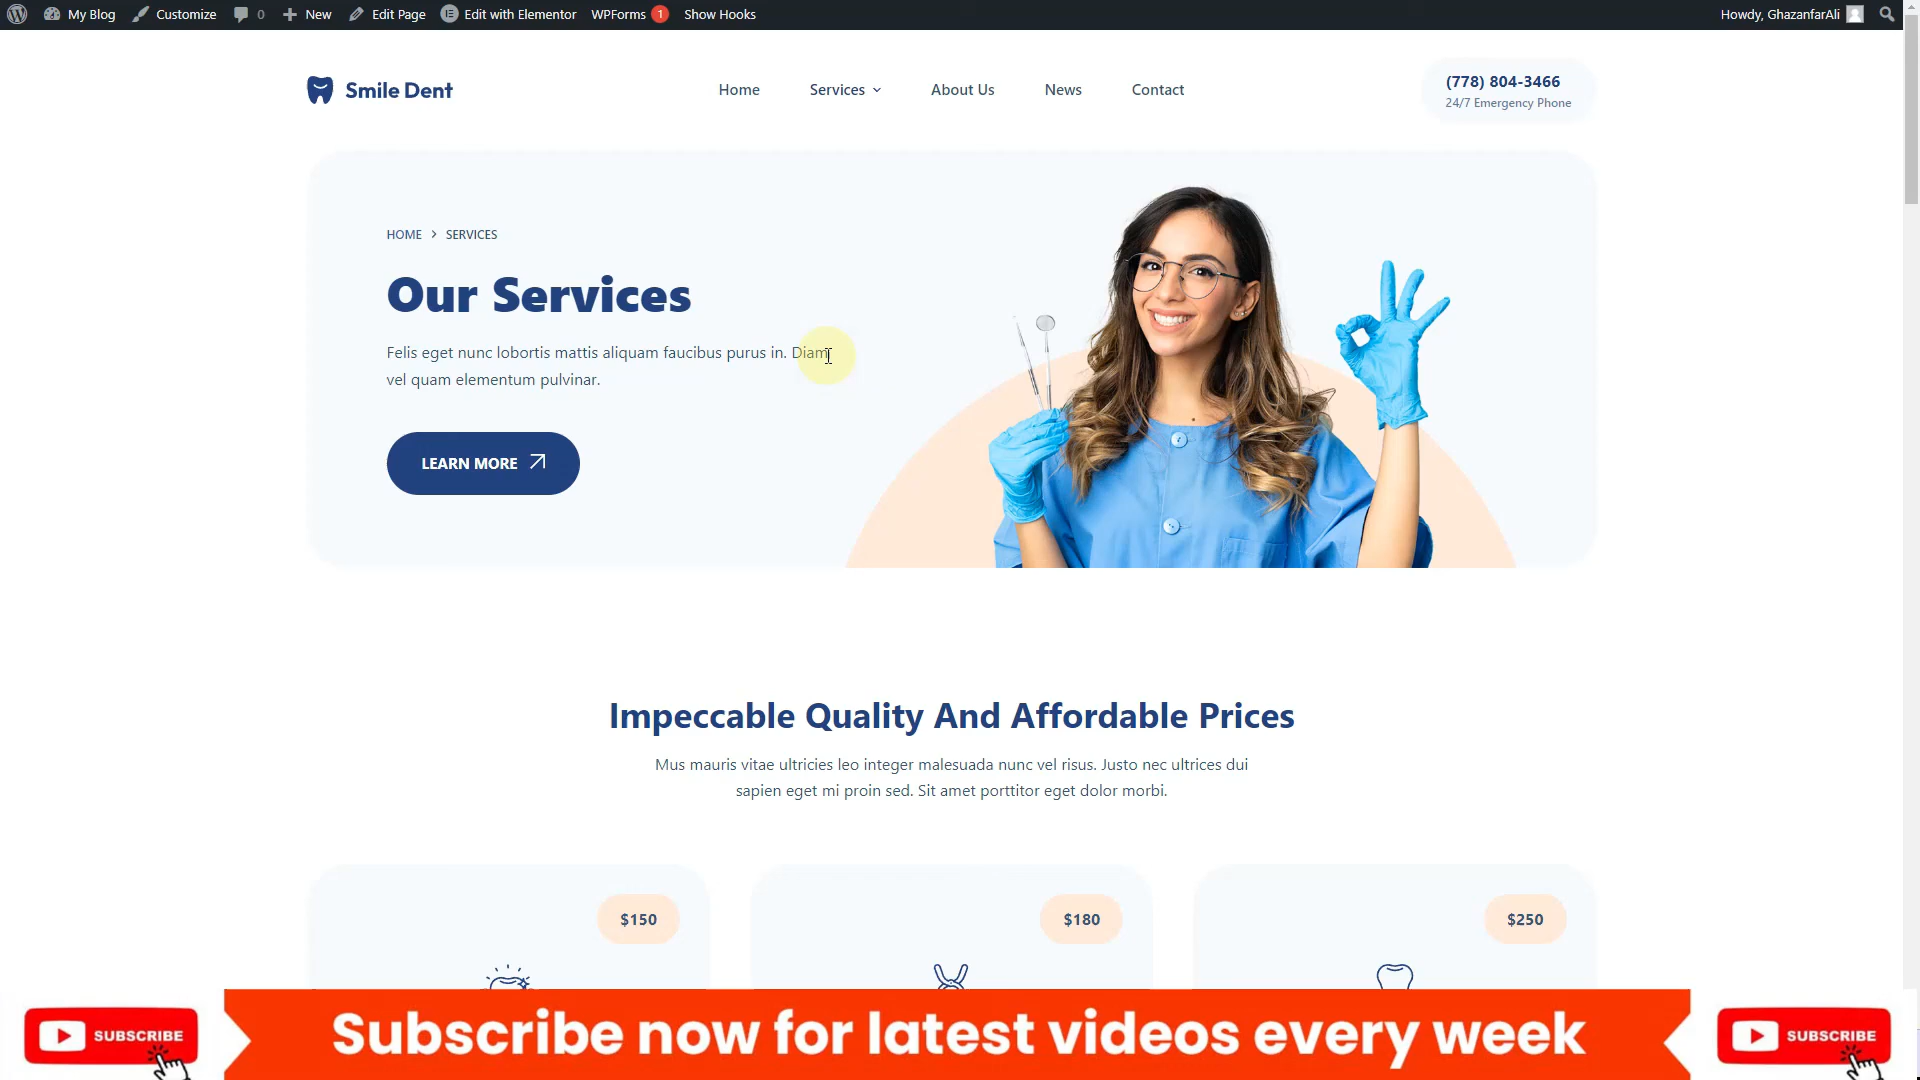 My Blog Customize 0 New Edit Page Edit with Elementor WPForms 1 Show Hooks Howdy, GhazanfarAli
Smile Dent
Home Services About Us News Contact
(778) 804-3466
24/7 Emergency Phone
HOME > SERVICES
Our Services
Felis eget nunc lobortis mattis aliquam faucibus purus in. Diam
vel quam elementum pulvinar.
LEARN MORE
Impeccable Quality And Affordable Prices
Mus mauris vitae ultricies leo integer malesuada nunc vel risus. Justo nec ultrices dui
sapien eget mi proin sed. Sit amet porttitor eget dolor morbi.
$150 $180 $250
SUBSCRIBE Subscribe now for latest videos every week SUBSCRIBE